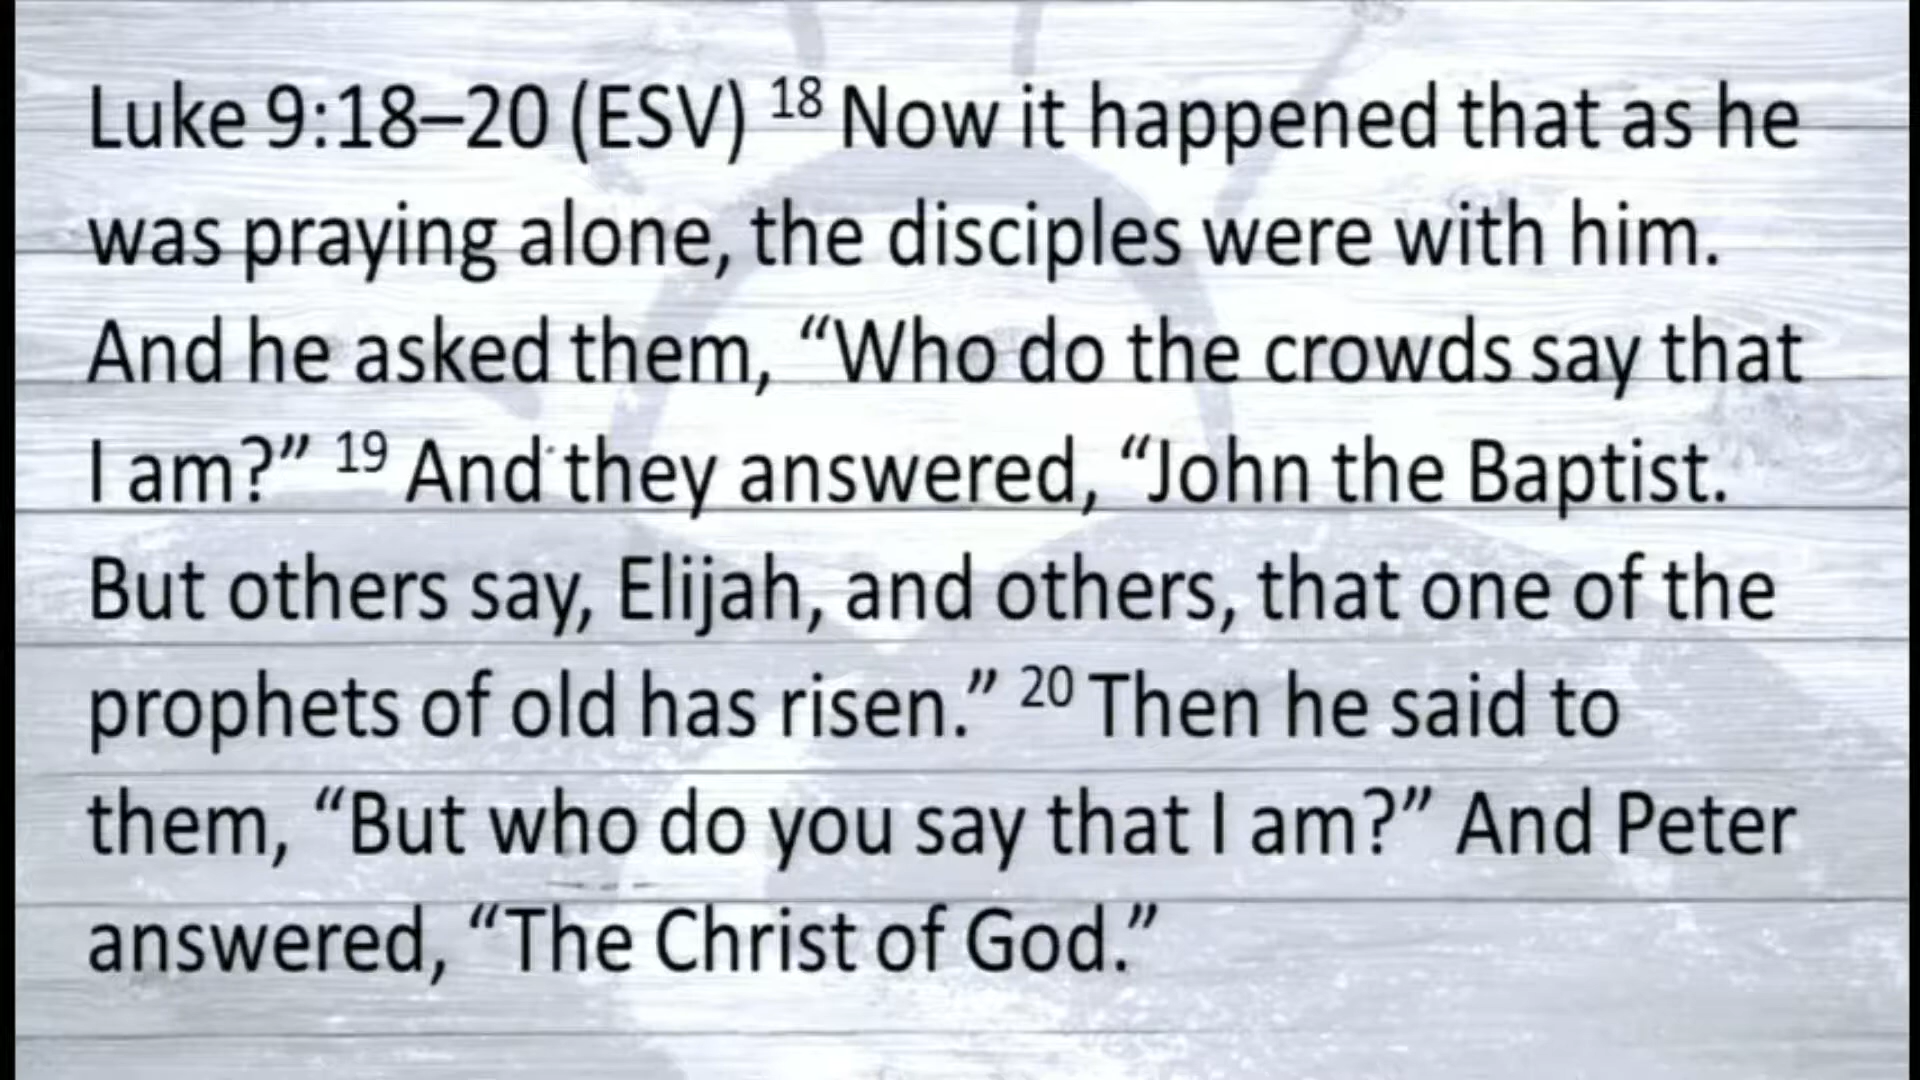 Luke 9:18–20 (ESV) 18 Now it happened that as he
was praying alone, the disciples were with him.
And he asked them, “Who do the crowds say that
I am?” 19 And they answered, “John the Baptist.
But others say, Elijah, and others, that one of the
prophets of old has risen.” 20 Then he said to
them, “But who do you say that I am?” And Peter
answered, “The Christ of God.”